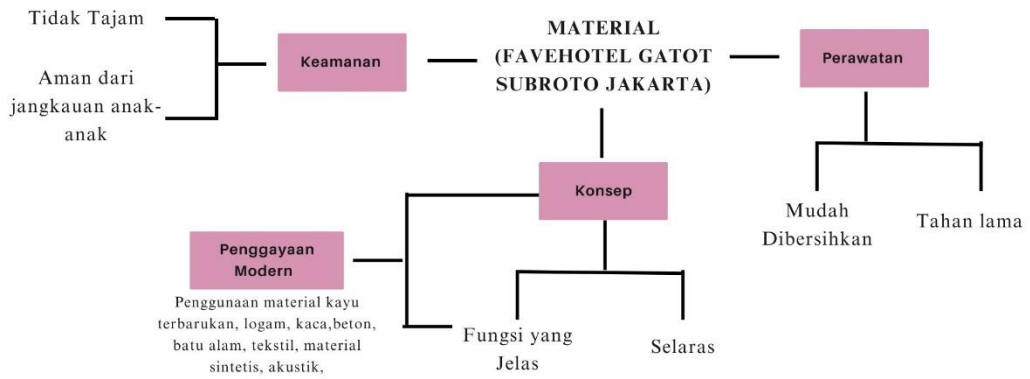 Tidak Tajam
Aman dari
jangkauan anak-
anak
Keamanan
MATERIAL
(FAVEHOTEL GATOT
SUBROTO JAKARTA)
Perawatan
Mudah
Dibersihkan
Tahan lama
Konsep
Penggayaan
Modern
Penggunaan material kayu
terbarukan, logam, kaca,beton,
batu alam, tekstil, material
sintetis, akustik,
Fungsi yang
Jelas
Selaras